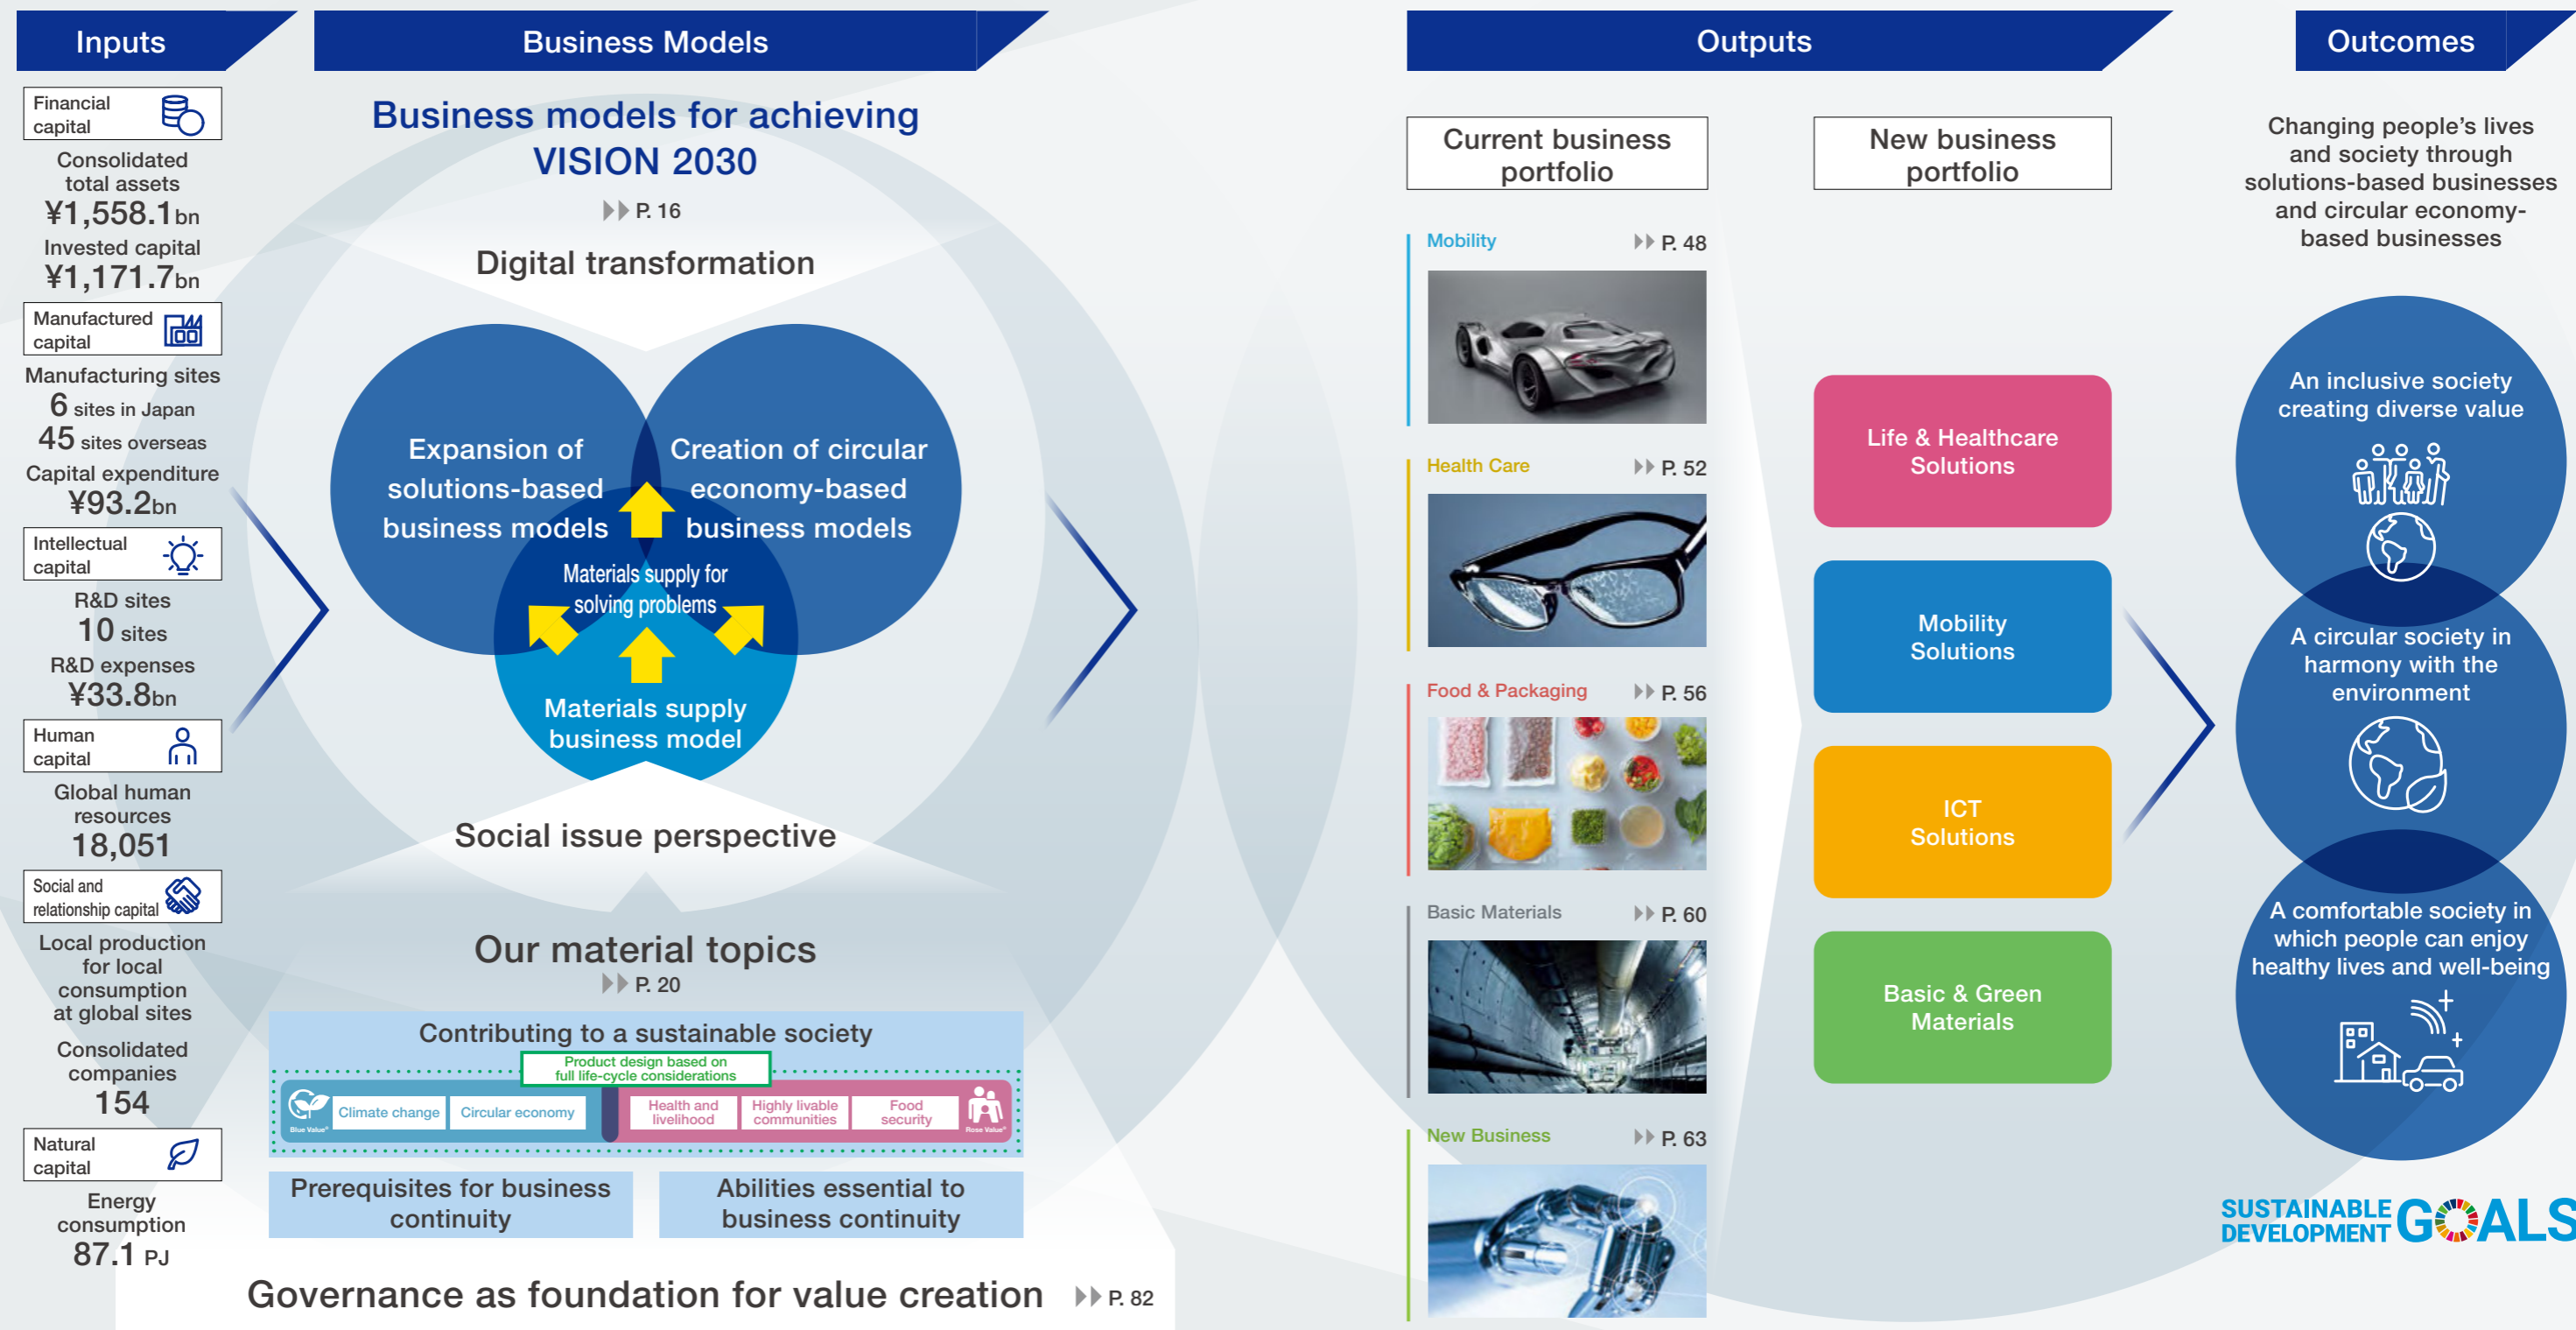 Inputs
Financial
capital
Consolidated
total assets
¥1,558.1bn
Invested capital
¥1,171.7bn
Manufactured
capital
Manufacturing sites
6 sites in Japan
45 sites overseas
Capital expenditure
¥93.2bn
Intellectual
capital
R&D sites
10 sites
R&D expenses
¥33.8bn
Human
capital
Global human
resources
18,051
Social and
relationship capital
Local production
for local
consumption
at global sites
Consolidated
companies
154
Natural
capital
Energy
consumption
87.1 PJ
Business Models
Business models for achieving
VISION 2030
P. 16
Digital transformation
Expansion of
solutions-based
business models
Creation of circular
economy-based
business models
Materials supply for
solving problems
Materials supply
business model
Social issue perspective
Our material topics
P. 20
Contributing to a sustainable society
Product design based on
full life-cycle considerations
Blue Value®
Climate change
Circular economy
Health and
livelihood
Highly livable
communities
Food
security
Rose Value®
Prerequisites for business
continuity
Abilities essential to
business continuity
Governance as foundation for value creation P. 82
Outputs
Current business
portfolio
Mobility P. 48
Health Care P. 52
Food & Packaging P. 56
Basic Materials P. 60
New Business P. 63
New business
portfolio
Life & Healthcare
Solutions
Mobility
Solutions
ICT
Solutions
Basic & Green
Materials
Outcomes
Changing people's lives
and society through
solutions-based businesses
and circular economy-
based businesses
An inclusive society
creating diverse value
A circular society in
harmony with the
environment
A comfortable society in
which people can enjoy
healthy lives and well-being
SUSTAINABLE
DEVELOPMENT GOALS